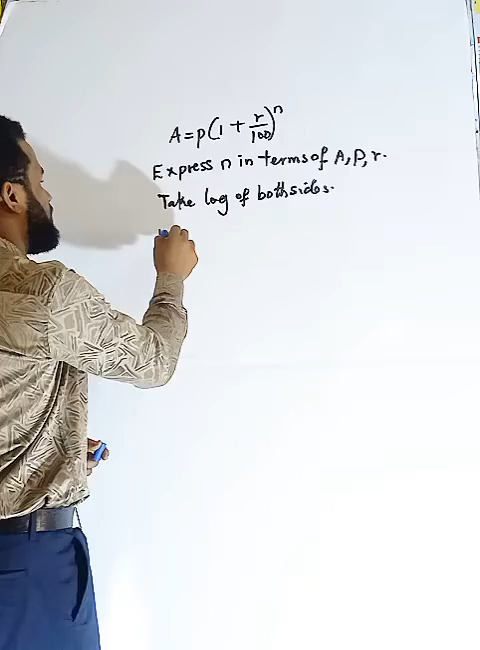 A=p(1+r/100)^n
Express n in terms of A, P, r.
Take log of both sides.